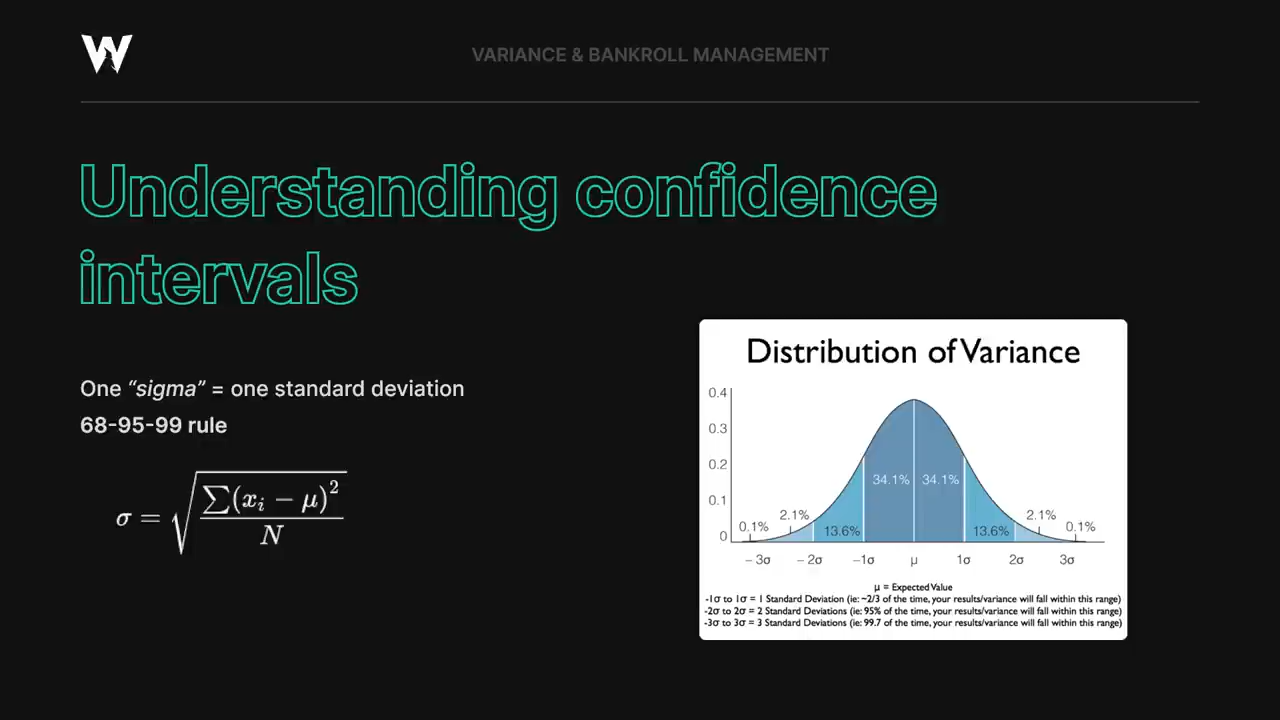 W
VARIANCE & BANKROLL MANAGEMENT
Understanding confidence
intervals
One “sigma” = one standard deviation
68-95-99 rule
σ = √(∑(xᵢ − μ)² / N)
Distribution of Variance
0.4
0.3
0.2
0.1
0
34.1% 34.1%
0.1% 2.1% 13.6% 13.6% 2.1% 0.1%
− 3σ − 2σ −1σ μ 1σ 2σ 3σ
μ = Expected Value
-1σ to 1σ = 1 Standard Deviation (ie: ~2/3 of the time, your results/variance will fall within this range)
-2σ to 2σ = 2 Standard Deviations (ie: 95% of the time, your results/variance will fall within this range)
-3σ to 3σ = 3 Standard Deviations (ie: 99.7 of the time, your results/variance will fall within this range)